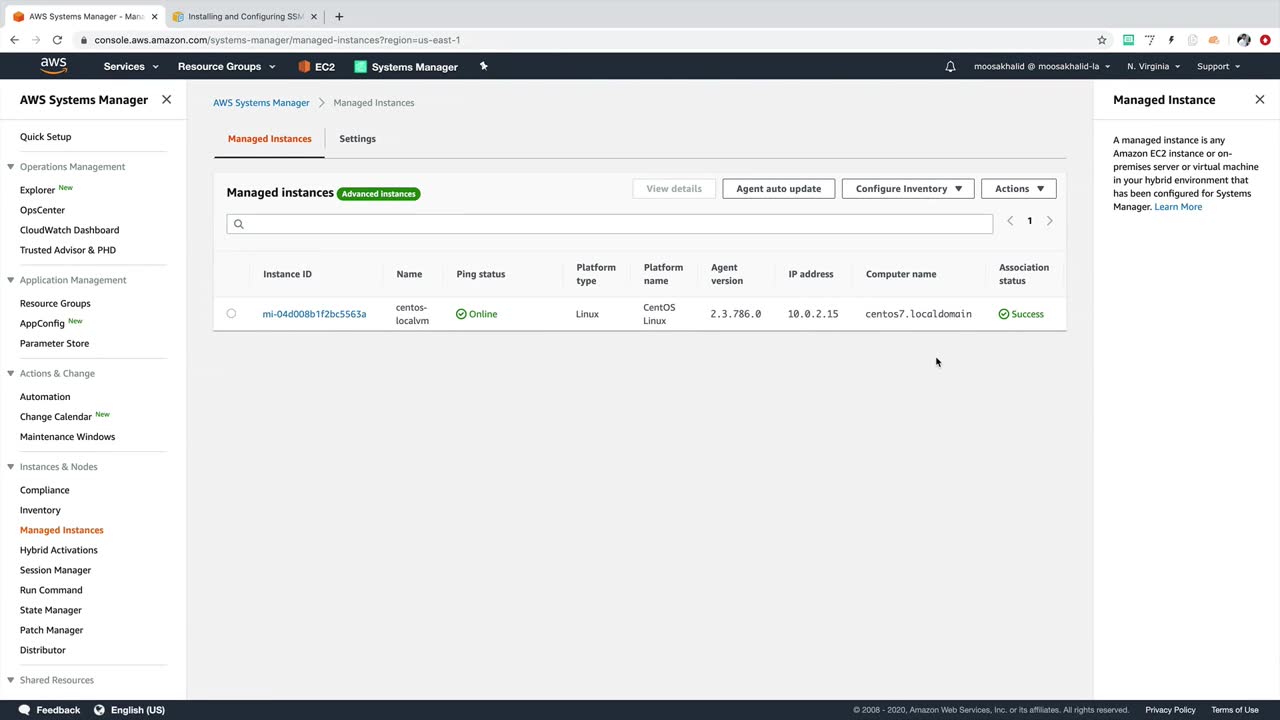 AWS Systems Manager - Mana
Installing and Configuring SSM
console.aws.amazon.com/systems-manager/managed-instances?region=us-east-1
aws
Services
Resource Groups
EC2
Systems Manager
moosakhalid @ moosakhalid-la
N. Virginia
Support
AWS Systems Manager
Quick Setup
Operations Management
Explorer New
OpsCenter
CloudWatch Dashboard
Trusted Advisor & PHD
Application Management
Resource Groups
AppConfig New
Parameter Store
Actions & Change
Automation
Change Calendar New
Maintenance Windows
Instances & Nodes
Compliance
Inventory
Managed Instances
Hybrid Activations
Session Manager
Run Command
State Manager
Patch Manager
Distributor
Shared Resources
AWS Systems Manager
Managed Instances
Managed Instances
Settings
Managed instances
Advanced instances
View details
Agent auto update
Configure Inventory
Actions
1
Instance ID
Name
Ping status
Platform
type
Platform
name
Agent
version
IP address
Computer name
Association
status
mi-04d008b1f2bc5563a
centos-
localvm
Online
Linux
CentOS
Linux
2.3.786.0
10.0.2.15
centos7.localdomain
Success
Managed Instance
A managed instance is any
Amazon EC2 instance or on-
premises server or virtual machine
in your hybrid environment that
has been configured for Systems
Manager. Learn More
Feedback
English (US)
© 2008 - 2020, Amazon Web Services, Inc. or its affiliates. All rights reserved.
Privacy Policy
Terms of Use